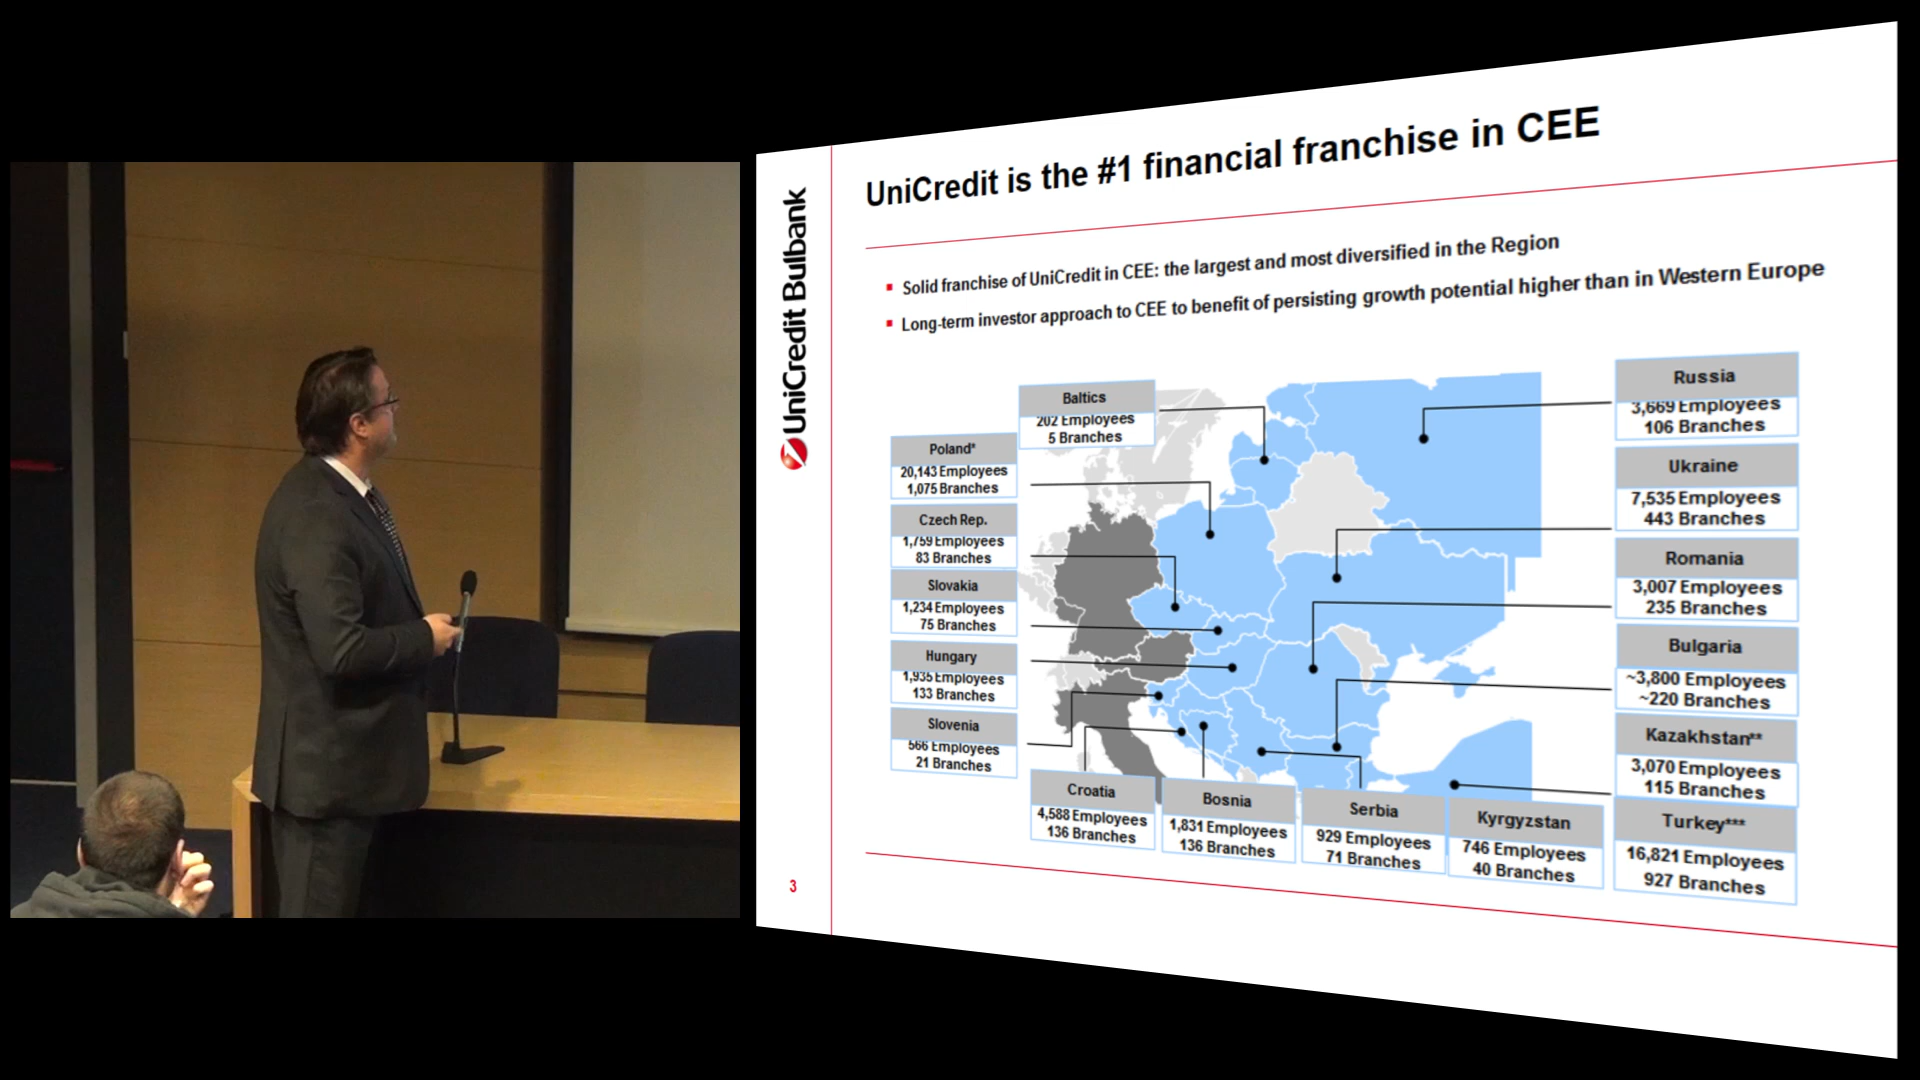 UniCredit Bulbank
UniCredit is the #1 financial franchise in CEE
Solid franchise of UniCredit in CEE: the largest and most diversified in the Region
Long-term investor approach to CEE to benefit of persisting growth potential higher than in Western Europe
Baltics
202 Employees
5 Branches
Poland*
20,143 Employees
1,075 Branches
Czech Rep.
1,759 Employees
83 Branches
Slovakia
1,234 Employees
75 Branches
Hungary
1,935 Employees
133 Branches
Slovenia
566 Employees
21 Branches
Croatia
4,588 Employees
136 Branches
Bosnia
1,831 Employees
136 Branches
Serbia
929 Employees
71 Branches
Kyrgyzstan
746 Employees
40 Branches
Russia
3,669 Employees
106 Branches
Ukraine
7,535 Employees
443 Branches
Romania
3,007 Employees
235 Branches
Bulgaria
~3,800 Employees
~220 Branches
Kazakhstan**
3,070 Employees
115 Branches
Turkey***
16,821 Employees
927 Branches
3